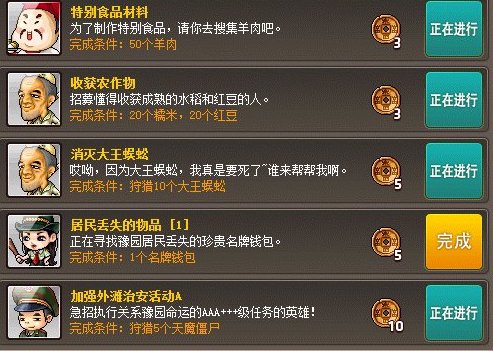 特别食品材料
为了制作特别食品，请你去搜集羊肉吧。
完成条件：50个羊肉
3
正在进行
收获农作物
招募懂得收获成熟的水稻和红豆的人。
完成条件：20个糯米，20个红豆
3
正在进行
消灭大王蜈蚣
哎呦，因为大王蜈蚣，我真是要死了~谁来帮帮我啊。
完成条件：狩猎10个大王蜈蚣
5
正在进行
居民丢失的物品 [1]
正在寻找豫园居民丢失的珍贵名牌钱包。
完成条件：1个名牌钱包
5
完成
加强外滩治安活动A
急招执行关系豫园命运的AAA+++级任务的英雄！
完成条件：狩猎5个天魔僵尸
10
正在进行